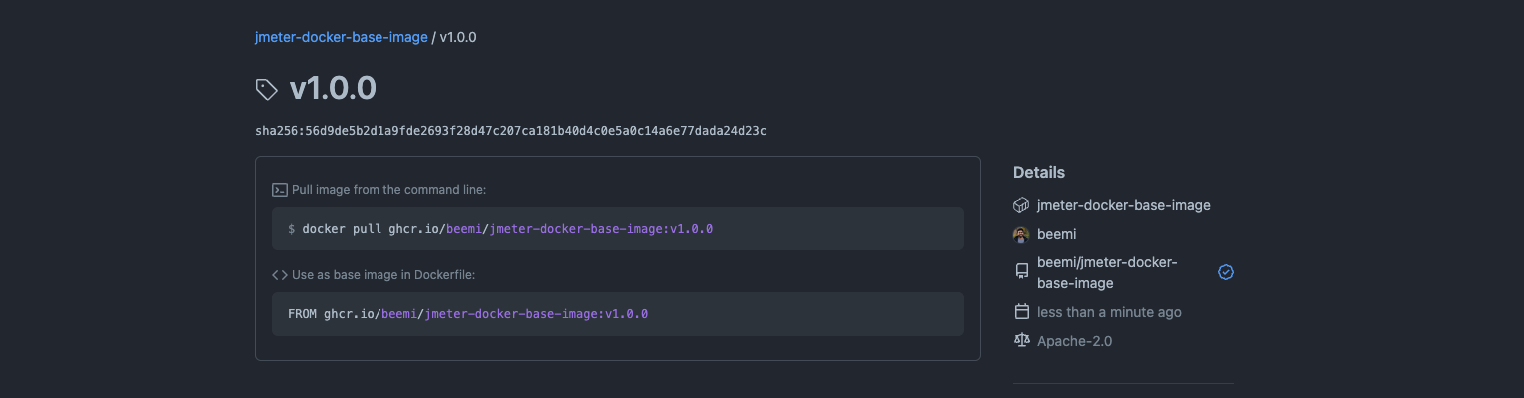 jmeter-docker-base-image / v1.0.0
v1.0.0
sha256:56d9de5b2d1a9fde2693f28d47c207ca181b40d4c0e5a0c14a6e77dada24d23c
Pull image from the command line:
$ docker pull ghcr.io/beemi/jmeter-docker-base-image:v1.0.0
Use as base image in Dockerfile:
FROM ghcr.io/beemi/jmeter-docker-base-image:v1.0.0
Details
jmeter-docker-base-image
beemi
beemi/jmeter-docker-
base-image
less than a minute ago
Apache-2.0